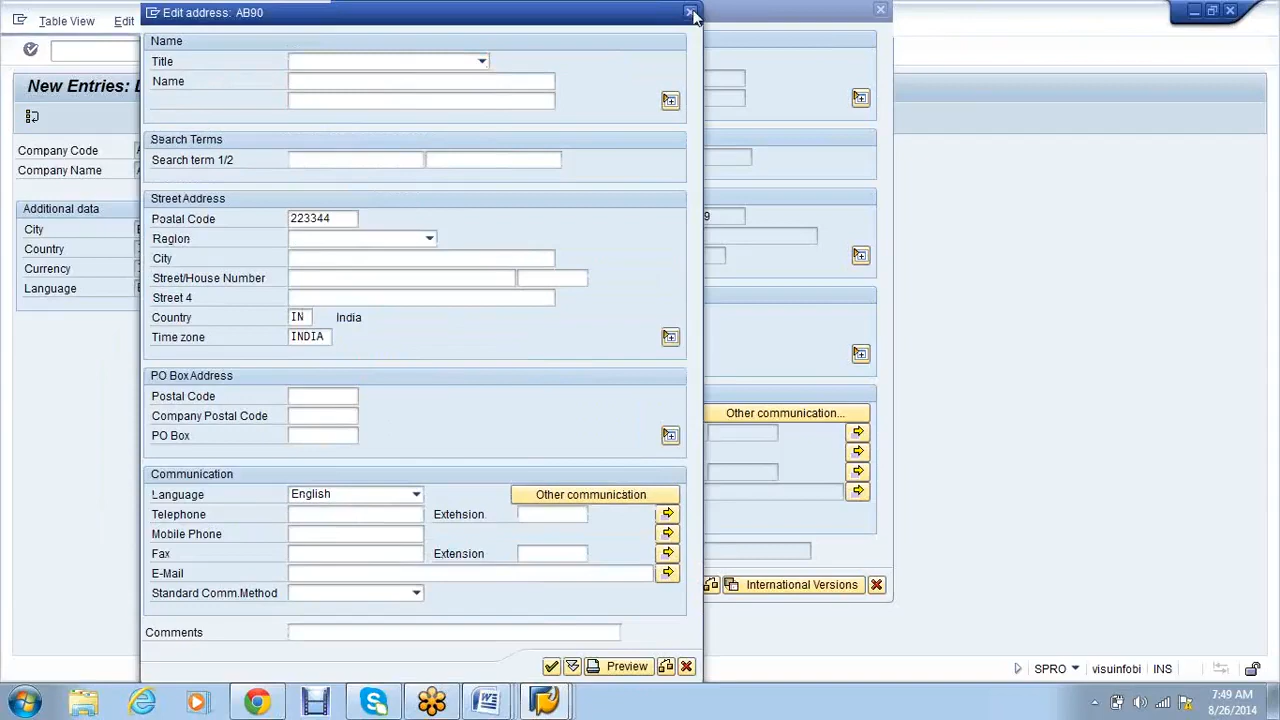 Table View Edit
Edit address: AB90
New Entries:
Company Code
Company Name
Additional data
City
Country
Currency
Language
Name
Title
Name
Search Terms
Search term 1/2
Street Address
Postal Code 223344
Region
City
Street/House Number
Street 4
Country IN India
Time zone INDIA
PO Box Address
Postal Code
Company Postal Code
PO Box
Communication
Language English Other communication
Telephone Extension
Mobile Phone
Fax Extension
E-Mail
Standard Comm.Method
Comments
Preview
9
Other communication...
International Versions
SPRO visuinfobi INS
7:49 AM
8/26/2014